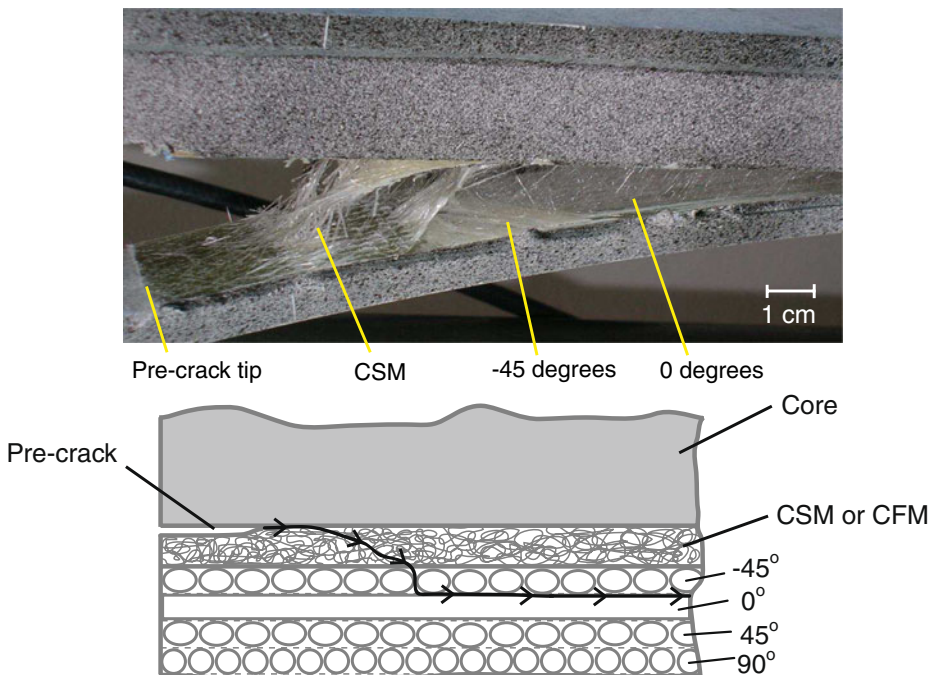 1 cm
Pre-crack tip
CSM
-45 degrees
0 degrees
Core
Pre-crack
CSM or CFM
-45°
0°
45°
90°